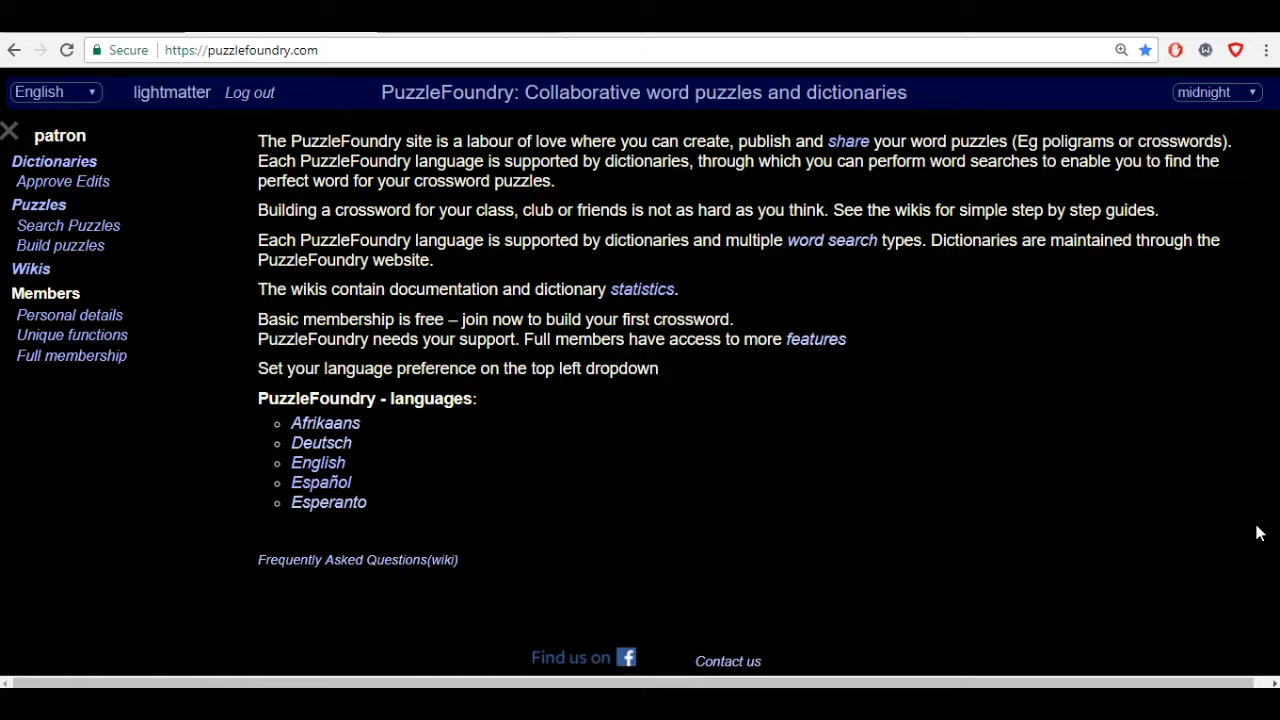 Secure https://puzzlefoundry.com
English lightmatter Log out PuzzleFoundry: Collaborative word puzzles and dictionaries midnight
patron
Dictionaries
Approve Edits
Puzzles
Search Puzzles
Build puzzles
Wikis
Members
Personal details
Unique functions
Full membership
The PuzzleFoundry site is a labour of love where you can create, publish and share your word puzzles (Eg poligrams or crosswords).
Each PuzzleFoundry language is supported by dictionaries, through which you can perform word searches to enable you to find the
perfect word for your crossword puzzles.
Building a crossword for your class, club or friends is not as hard as you think. See the wikis for simple step by step guides.
Each PuzzleFoundry language is supported by dictionaries and multiple word search types. Dictionaries are maintained through the
PuzzleFoundry website.
The wikis contain documentation and dictionary statistics.
Basic membership is free – join now to build your first crossword.
PuzzleFoundry needs your support. Full members have access to more features
Set your language preference on the top left dropdown
PuzzleFoundry - languages:
Afrikaans
Deutsch
English
Español
Esperanto
Frequently Asked Questions(wiki)
Find us on f Contact us